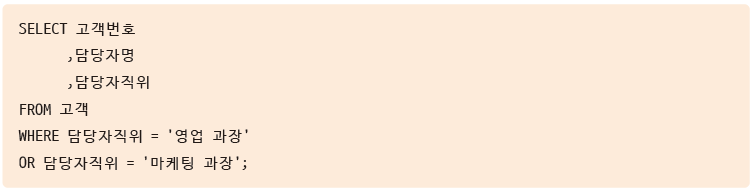 SELECT 고객번호
,담당자명
,담당자직위
FROM 고객
WHERE 담당자직위 = '영업 과장'
OR 담당자직위 = '마케팅 과장';